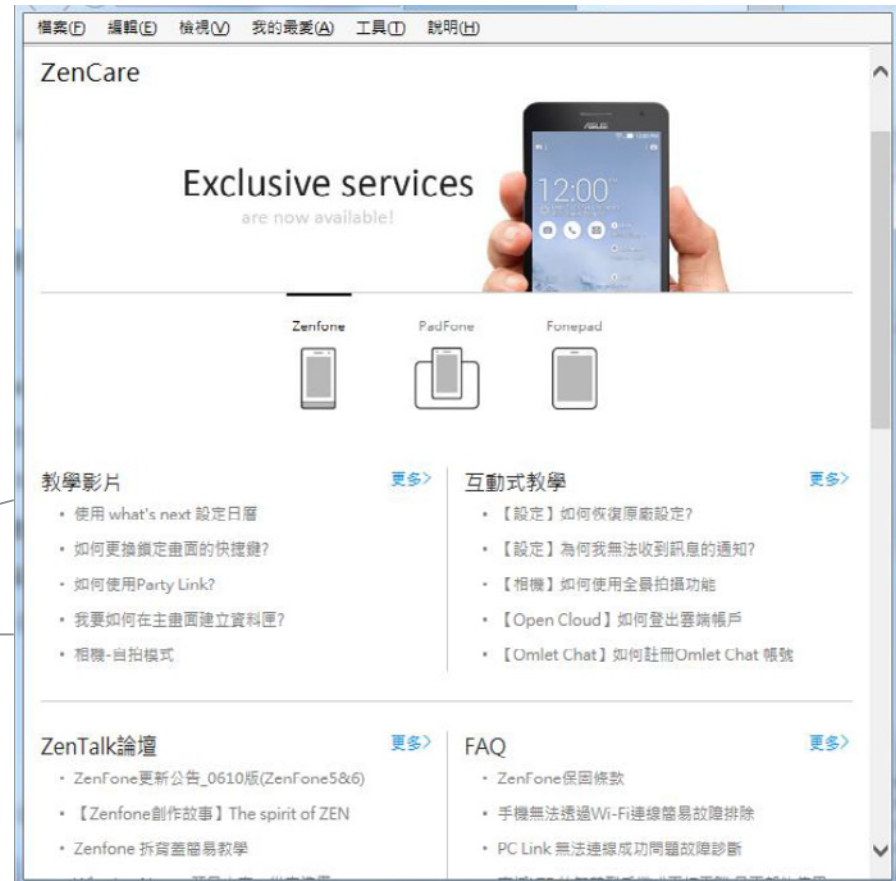 檔案(F) 編輯(E) 檢視(V) 我的最愛(A) 工具(T) 說明(H)
ZenCare
Exclusive services
are now available!
ASUS
12:00
Zenfone PadFone Fonepad
教學影片 更多>
• 使用 what's next 設定日曆
• 如何更換鎖定畫面的快捷鍵?
• 如何使用Party Link?
• 我要如何在主畫面建立資料匣?
• 相機-自拍模式
互動式教學 更多>
• 【設定】如何恢復原廠設定?
• 【設定】為何我無法收到訊息的通知?
• 【相機】如何使用全景拍攝功能
• 【Open Cloud】如何登出雲端帳戶
• 【Omlet Chat】如何註冊Omlet Chat 帳號
ZenTalk論壇 更多>
• ZenFone更新公告_0610版(ZenFone5&6)
• 【Zenfone創作故事】The spirit of ZEN
• Zenfone 拆背蓋簡易教學
FAQ 更多>
• ZenFone保固條款
• 手機無法透過Wi-Fi連線簡易故障排除
• PC Link 無法連線成功問題故障診斷